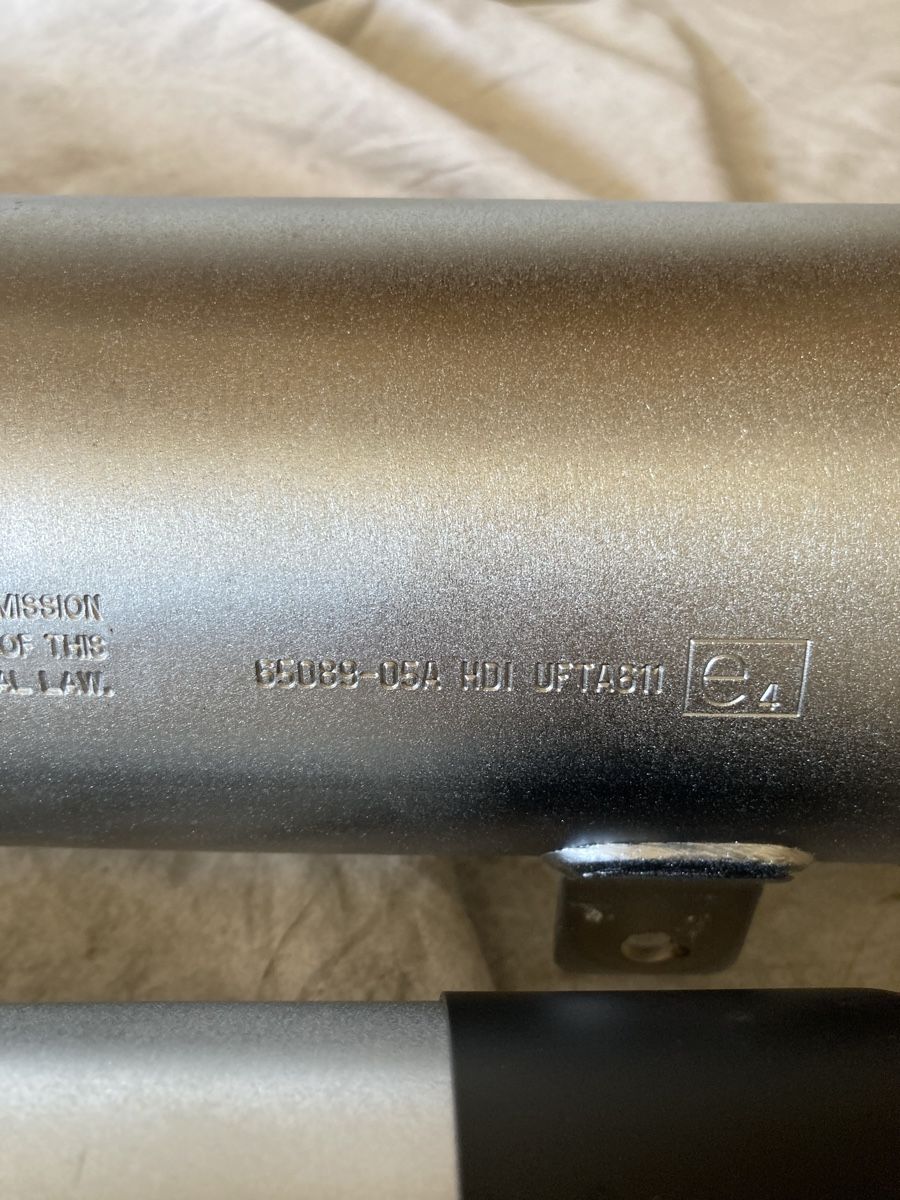 MISSION
OF THIS
AL LAW.
65089-05A HDI UFTA611 e4